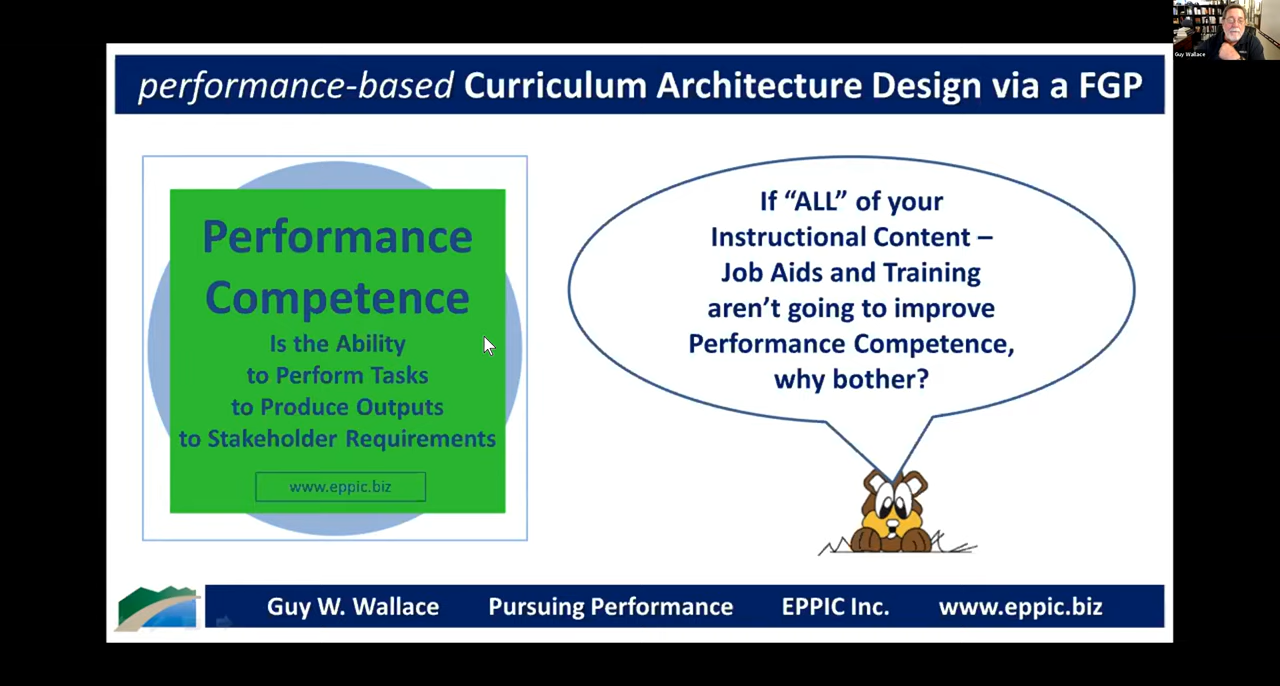 Guy Wallace
performance-based Curriculum Architecture Design via a FGP
Performance
Competence
Is the Ability
to Perform Tasks
to Produce Outputs
to Stakeholder Requirements
www.eppic.biz
If “ALL” of your
Instructional Content –
Job Aids and Training
aren’t going to improve
Performance Competence,
why bother?
Guy W. Wallace Pursuing Performance EPPIC Inc. www.eppic.biz